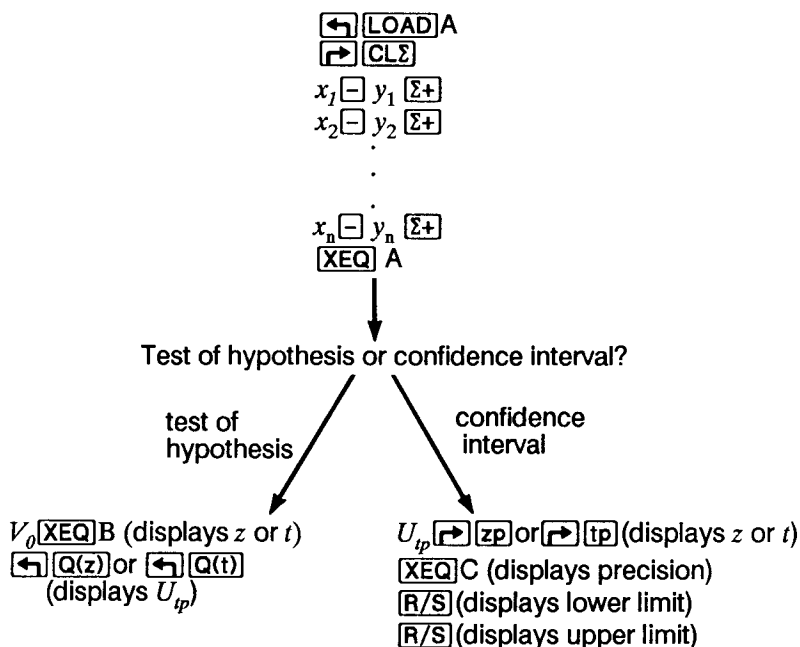 ↰ LOAD A
↱ CLΣ
x₁ − y₁ Σ+
x₂ − y₂ Σ+
.
.
.
xₙ − yₙ Σ+
XEQ A
Test of hypothesis or confidence interval?
test of
hypothesis
confidence
interval
V₀ XEQ B (displays z or t)
↰ Q(z) or ↰ Q(t)
(displays Uₜₚ)
Uₜₚ ↱ zp or ↱ tp (displays z or t)
XEQ C (displays precision)
R/S (displays lower limit)
R/S (displays upper limit)